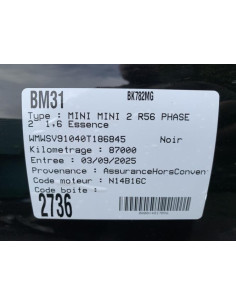 BM31 BK782MG
Type : MINI MINI 2 R56 PHASE
2 1.6 Essence
WMWSV91040T186845 Noir
Kilometrage : 87000
Entree : 03/09/2025
Provenance : AssuranceHorsConven
Code moteur : N14B16C
Code boite :
2736